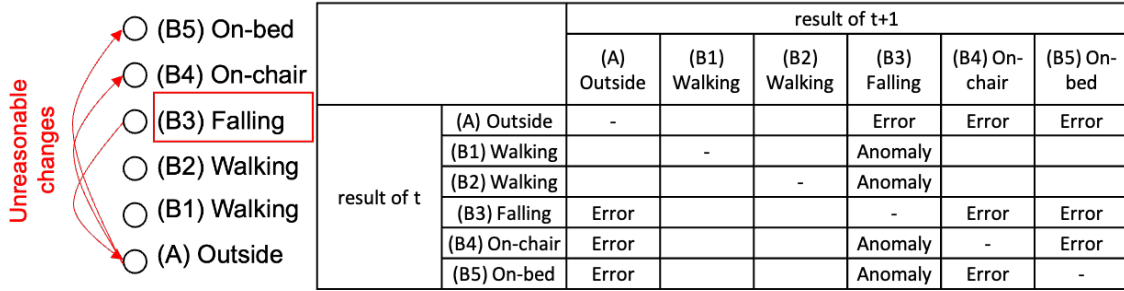 Unreasonable
changes
(B5) On-bed
(B4) On-chair
(B3) Falling
(B2) Walking
(B1) Walking
(A) Outside
result of t+1
(A) Outside (B1) Walking (B2) Walking (B3) Falling (B4) On-chair (B5) On-bed
result of t
(A) Outside - Error Error Error
(B1) Walking - Anomaly
(B2) Walking - Anomaly
(B3) Falling Error - Error Error
(B4) On-chair Error Anomaly - Error
(B5) On-bed Error Anomaly Error -